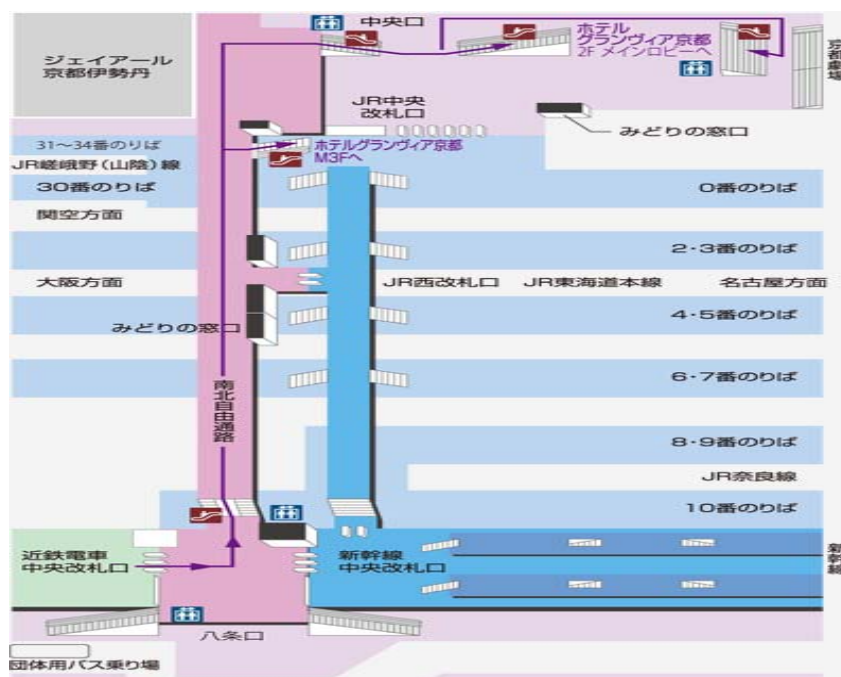 中央口
ホテル
グランヴィア京都
2F メインロビーへ
ジェイアール
京都伊勢丹
京都劇場
JR中央
改札口
みどりの窓口
31〜34番のりば
ホテルグランヴィア京都
M3Fへ
JR嵯峨野(山陰)線
30番のりば
0番のりば
関空方面
2・3番のりば
大阪方面
JR西改札口
JR東海道本線
名古屋方面
みどりの窓口
4・5番のりば
6・7番のりば
南北自由通路
8・9番のりば
JR奈良線
10番のりば
近鉄電車
中央改札口
新幹線
中央改札口
新幹線
八条口
団体用バス乗り場